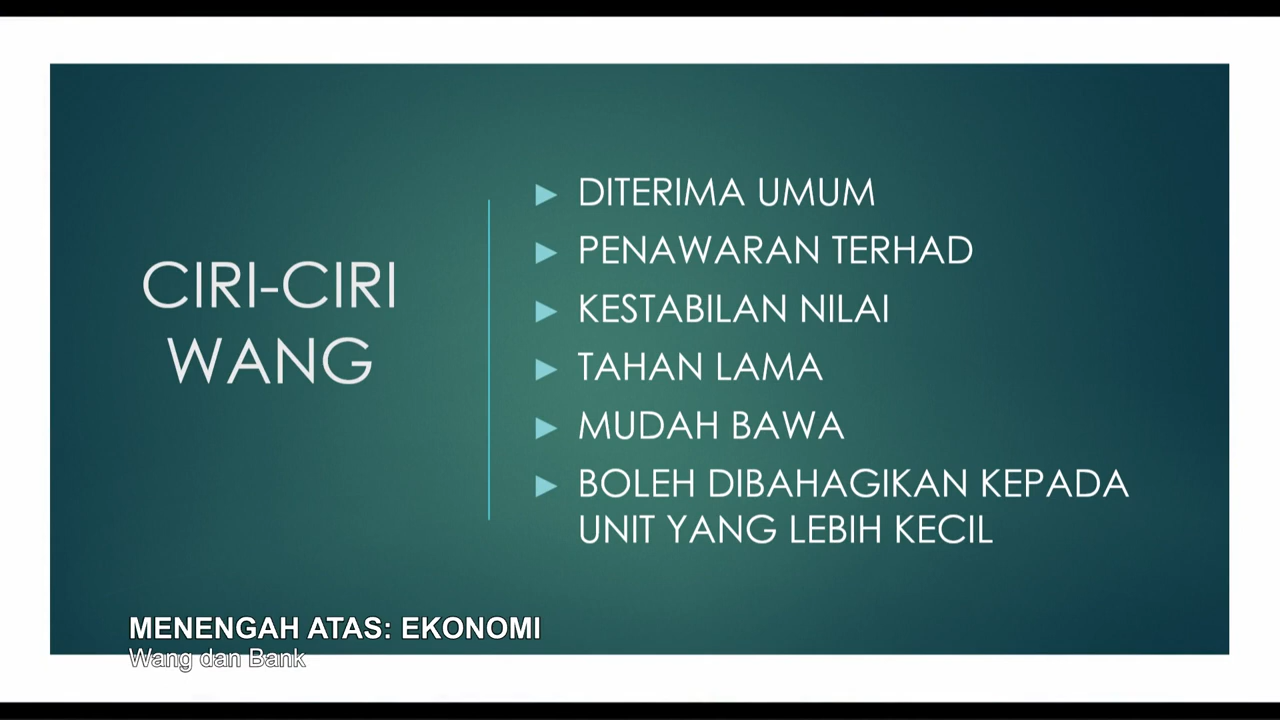 CIRI-CIRI
WANG
DITERIMA UMUM
PENAWARAN TERHAD
KESTABILAN NILAI
TAHAN LAMA
MUDAH BAWA
BOLEH DIBAHAGIKAN KEPADA
UNIT YANG LEBIH KECIL
MENENGAH ATAS: EKONOMI
Wang dan Bank